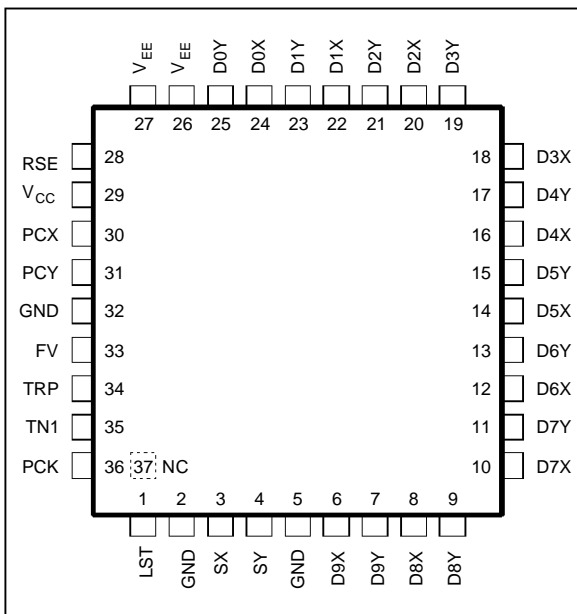 V_EE V_EE D0Y D0X D1Y D1X D2Y D2X D3Y
27 26 25 24 23 22 21 20 19
RSE 28 18 D3X
V_CC 29 17 D4Y
PCX 30 16 D4X
PCY 31 15 D5Y
GND 32 14 D5X
FV 33 13 D6Y
TRP 34 12 D6X
TN1 35 11 D7Y
PCK 36 37 NC 10 D7X
1 2 3 4 5 6 7 8 9
LST GND SX SY GND D9X D9Y D8X D8Y